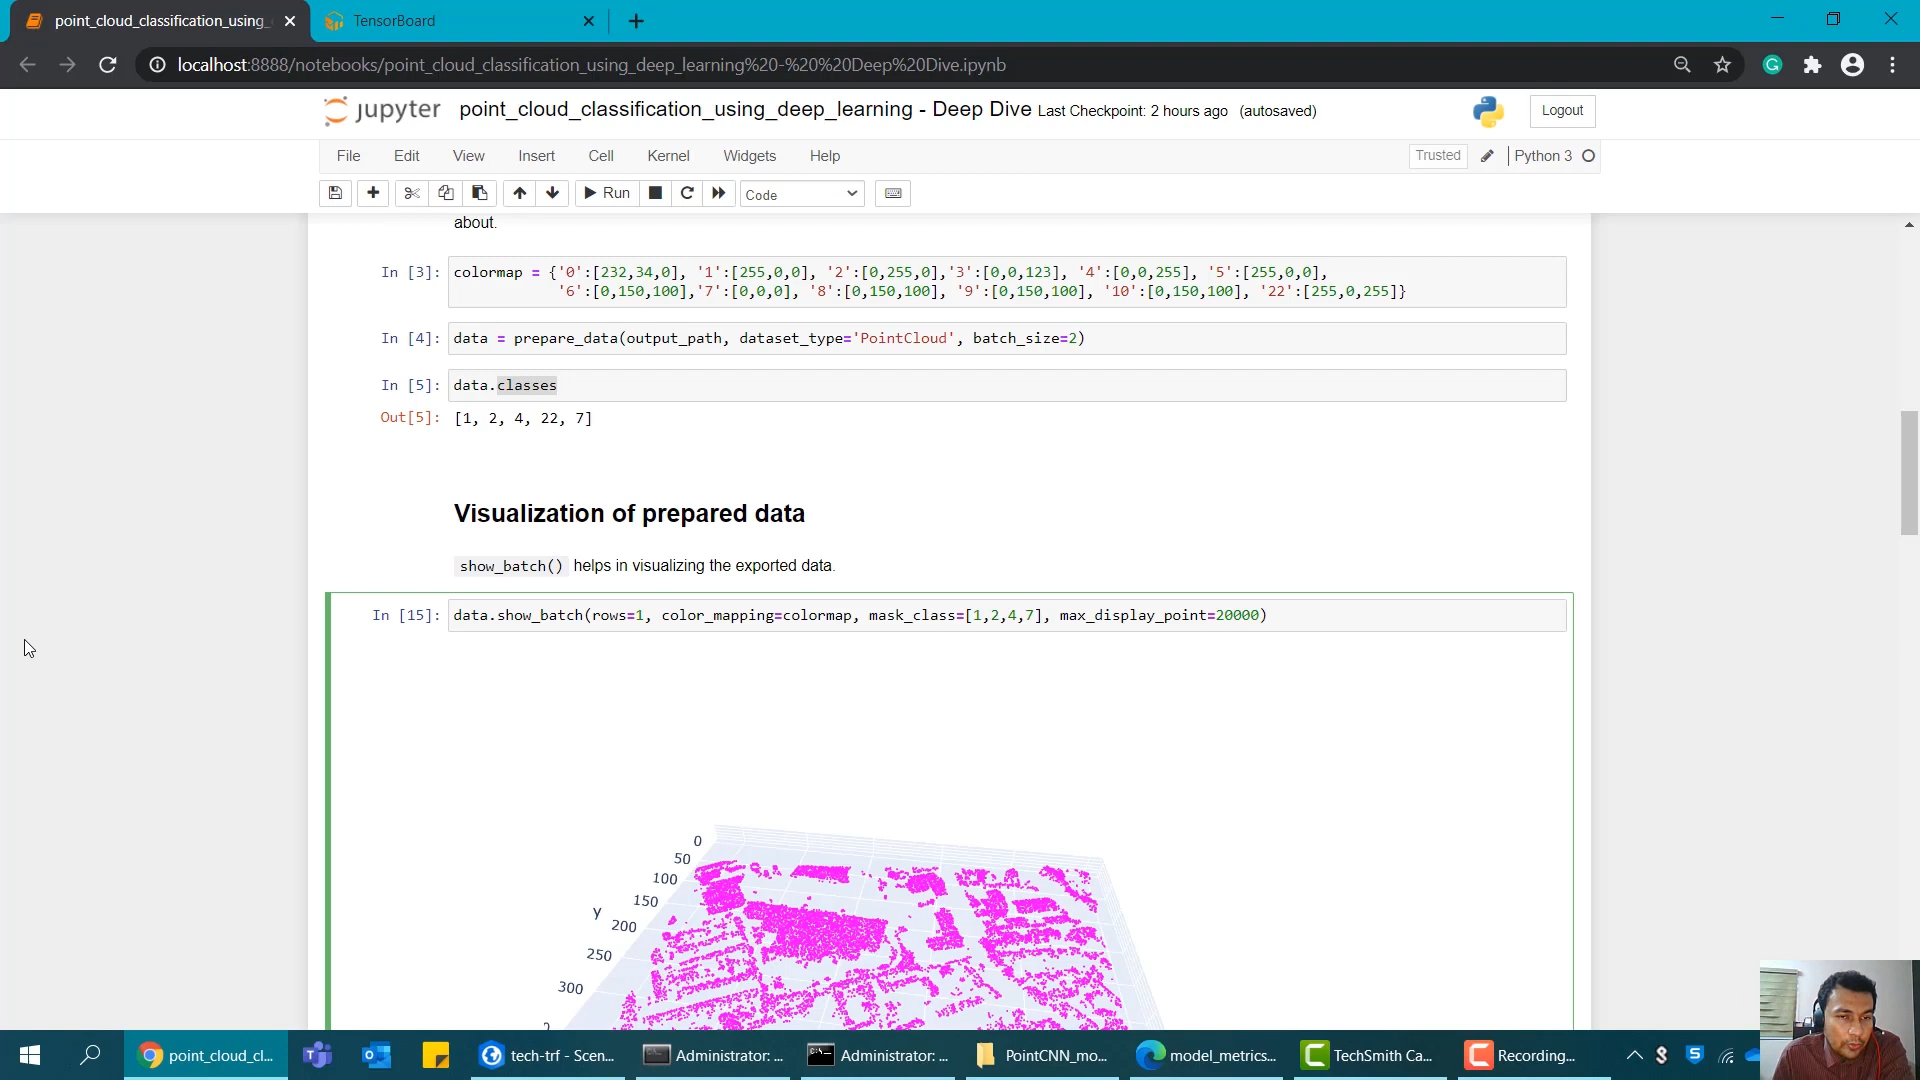 point_cloud_classification_using_
TensorBoard
localhost:8888/notebooks/point_cloud_classification_using_deep_learning%20-%20%20Deep%20Dive.ipynb
jupyter point_cloud_classification_using_deep_learning - Deep Dive Last Checkpoint: 2 hours ago (autosaved)
Logout
File Edit View Insert Cell Kernel Widgets Help
Trusted
Python 3
Run
Code
about.
In [3]: colormap = {'0':[232,34,0], '1':[255,0,0], '2':[0,255,0],'3':[0,0,123], '4':[0,0,255], '5':[255,0,0],
'6':[0,150,100],'7':[0,0,0], '8':[0,150,100], '9':[0,150,100], '10':[0,150,100], '22':[255,0,255]}
In [4]: data = prepare_data(output_path, dataset_type='PointCloud', batch_size=2)
In [5]: data.classes
Out[5]: [1, 2, 4, 22, 7]
Visualization of prepared data
show_batch() helps in visualizing the exported data.
In [15]: data.show_batch(rows=1, color_mapping=colormap, mask_class=[1,2,4,7], max_display_point=20000)
0
50
100
150
y
200
250
300
point_cloud_cl...
tech-trf - Scen...
Administrator: ...
Administrator: ...
PointCNN_mo...
model_metrics...
TechSmith Ca...
Recording...